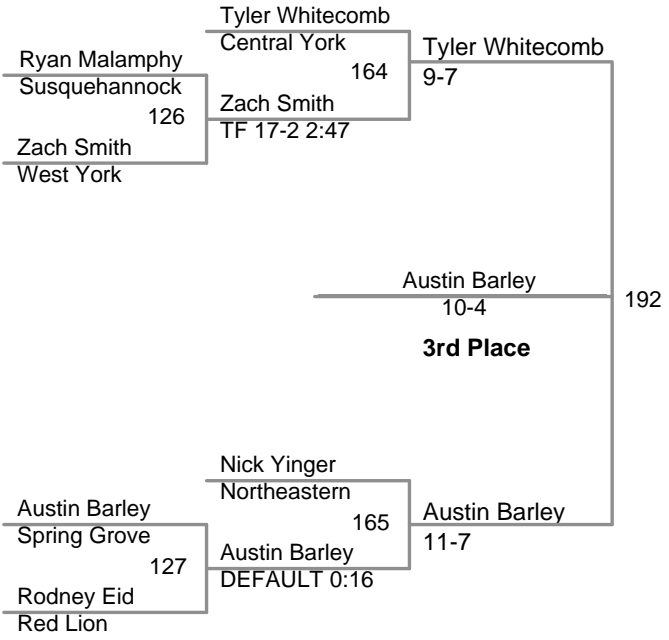 Tyler Whitecomb
Central York
Ryan Malamphy
Susquehannock
164
Tyler Whitecomb
9-7
126
Zach Smith
TF 17-2 2:47
Zach Smith
West York
Austin Barley
10-4
192
3rd Place
Nick Yinger
Northeastern
Austin Barley
Spring Grove
165
Austin Barley
11-7
127
Austin Barley
DEFAULT 0:16
Rodney Eid
Red Lion